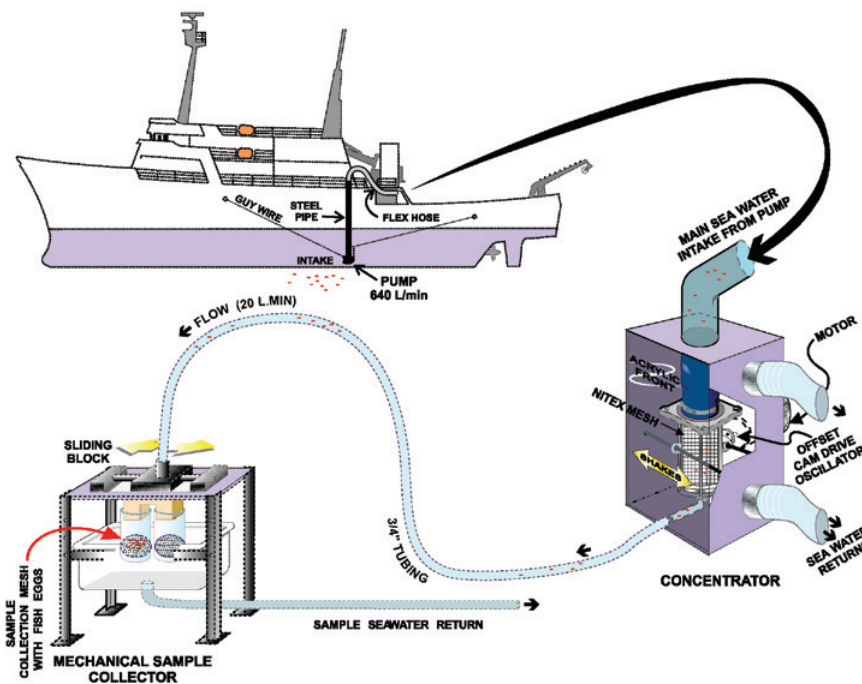 GUY WIRE
STEEL
PIPE
FLEX HOSE
INTAKE
PUMP
640 L/min
MAIN SEA WATER
INTAKE FROM PUMP
FLOW (20 L.MIN)
MOTOR
ACRYLIC
FRONT
NITEX MESH
SHAKES
OFFSET
CAM DRIVE
OSCILLATOR
SLIDING
BLOCK
3/4" TUBING
SEA WATER
RETURN
CONCENTRATOR
SAMPLE
COLLECTION MESH
WITH FISH EGGS
SAMPLE SEAWATER RETURN
MECHANICAL SAMPLE
COLLECTOR